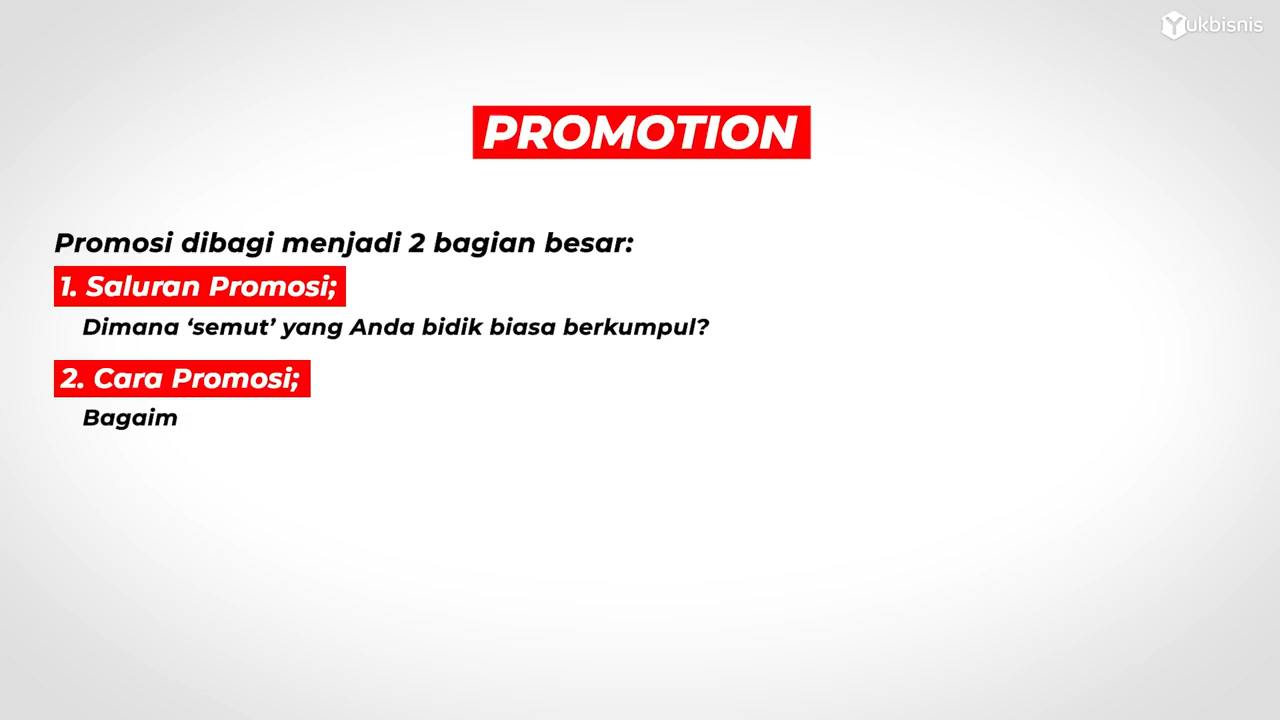 Yukbisnis
PROMOTION
Promosi dibagi menjadi 2 bagian besar:
1. Saluran Promosi;
Dimana ‘semut’ yang Anda bidik biasa berkumpul?
2. Cara Promosi;
Bagaim